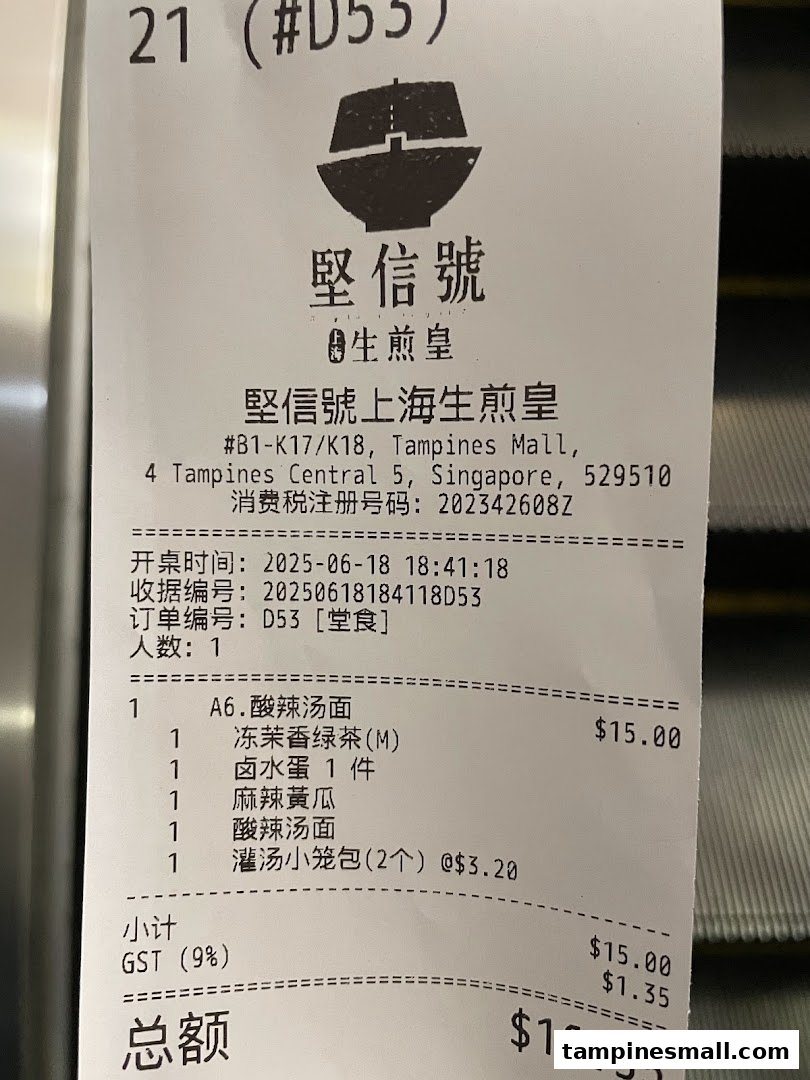 21 (#D53)
堅信號
上海 生煎皇
堅信號上海生煎皇
#B1-K17/K18, Tampines Mall,
4 Tampines Central 5, Singapore, 529510
消费税注册号码: 202342608Z
开桌时间: 2025-06-18 18:41:18
收据编号: 20250618184118D53
订单编号: D53 [堂食]
人数: 1
1 A6.酸辣汤面 $15.00
1 冻茉香绿茶(M)
1 卤水蛋 1 件
1 麻辣黃瓜
1 酸辣汤面
1 灌汤小笼包(2个) @$3.20
小计 $15.00
GST (9%) $1.35
总额
tampinesmall.com